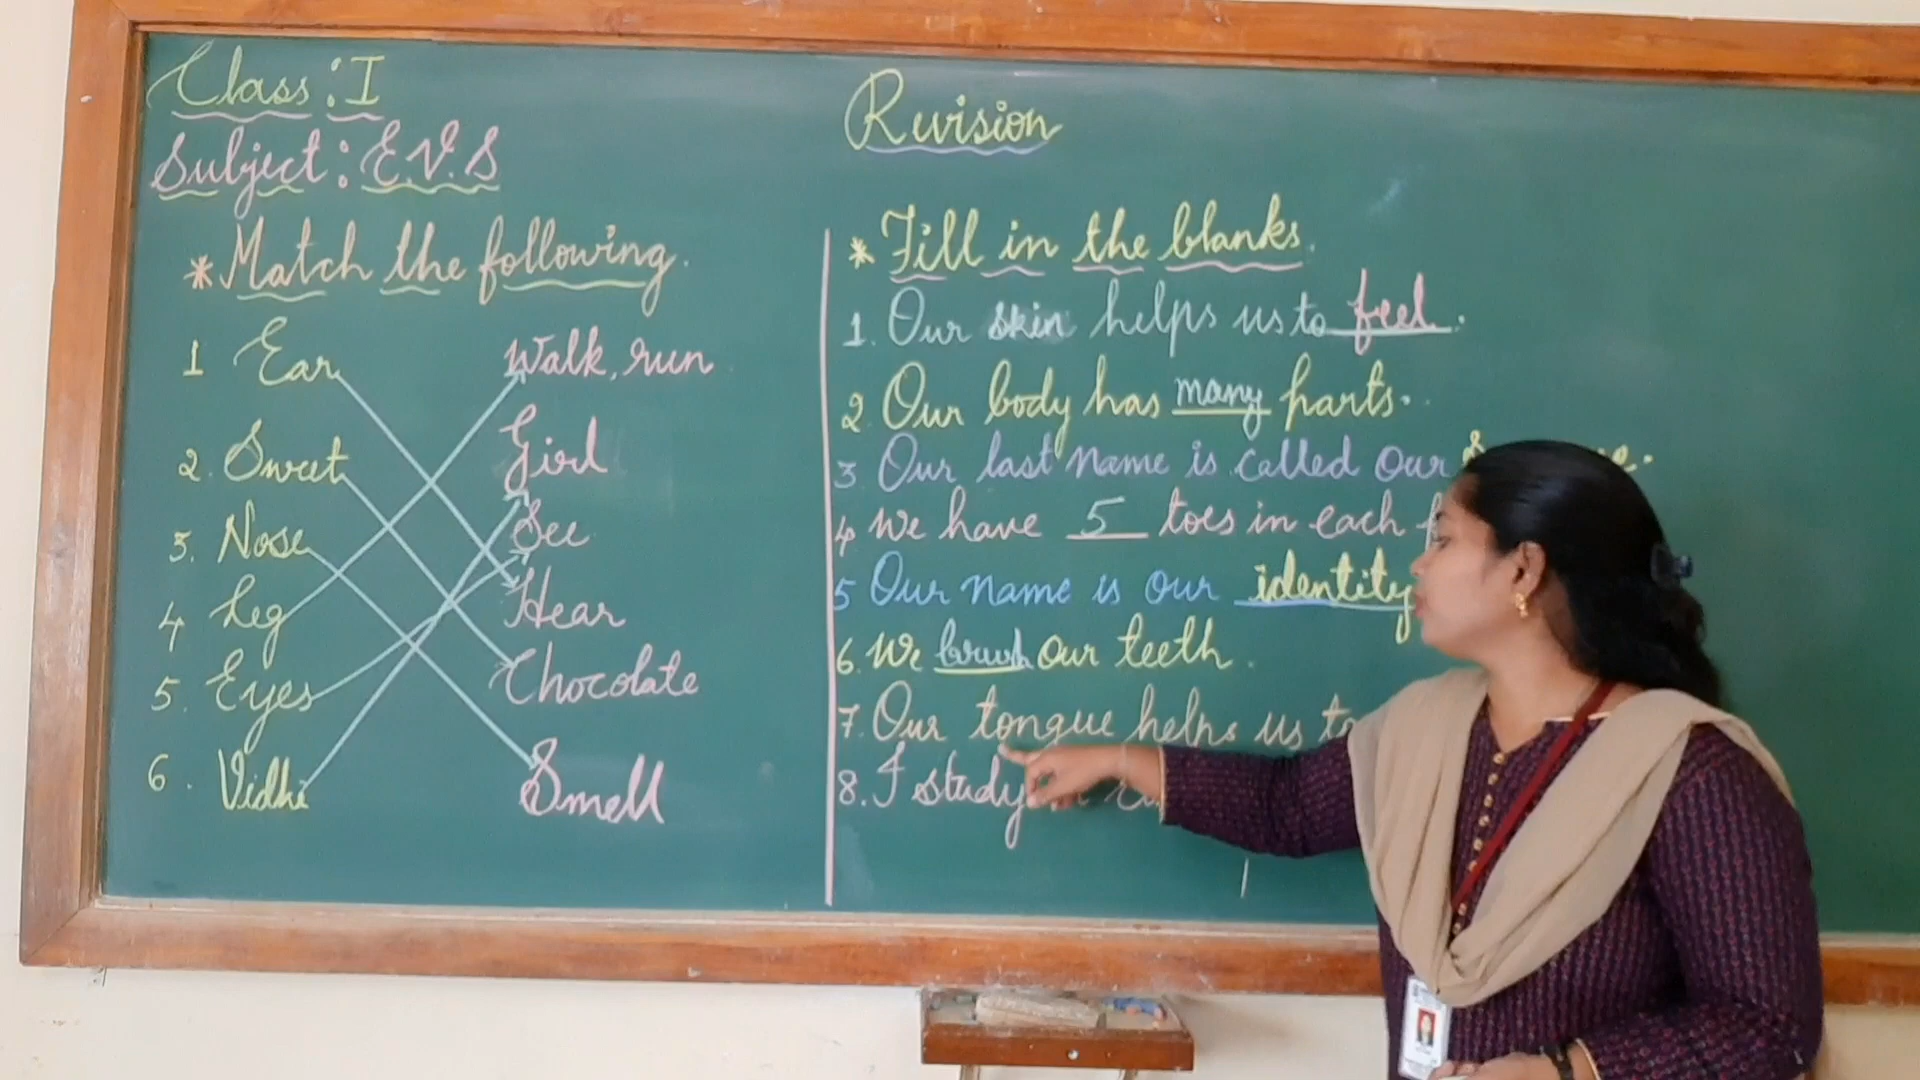 Class : I
Subject : E.V.S
* Match the following.
1 Ear
2. Sweet
3. Nose
4 Leg
5. Eyes
6. Vidhi
Walk, run
Girl
See
Hear
Chocolate
Smell
Revision
* Fill in the blanks.
1. Our skin helps us to feel.
2. Our body has many parts.
3. Our last name is called our
4 We have 5 toes in each
5 Our name is our identity
6. We brush our teeth.
7. Our tongue helps us to
8. I study